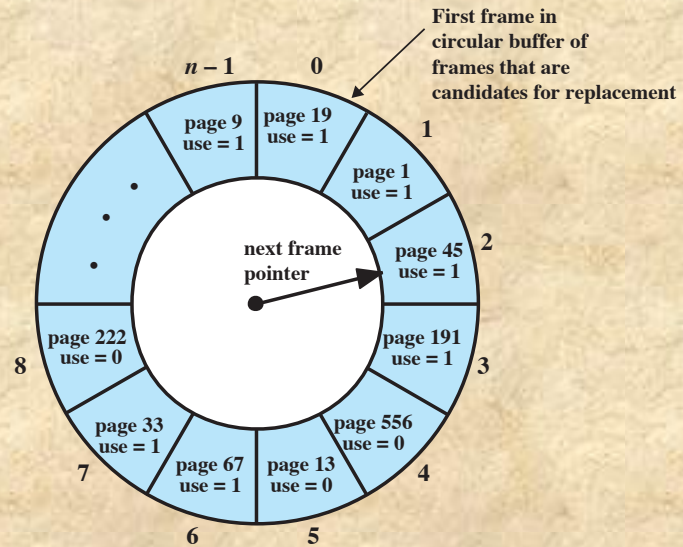 First frame in
circular buffer of
frames that are
candidates for replacement
n – 1
0
1
2
3
4
5
6
7
8
page 9
use = 1
page 19
use = 1
page 1
use = 1
page 45
use = 1
page 191
use = 1
page 556
use = 0
page 13
use = 0
page 67
use = 1
page 33
use = 1
page 222
use = 0
next frame
pointer